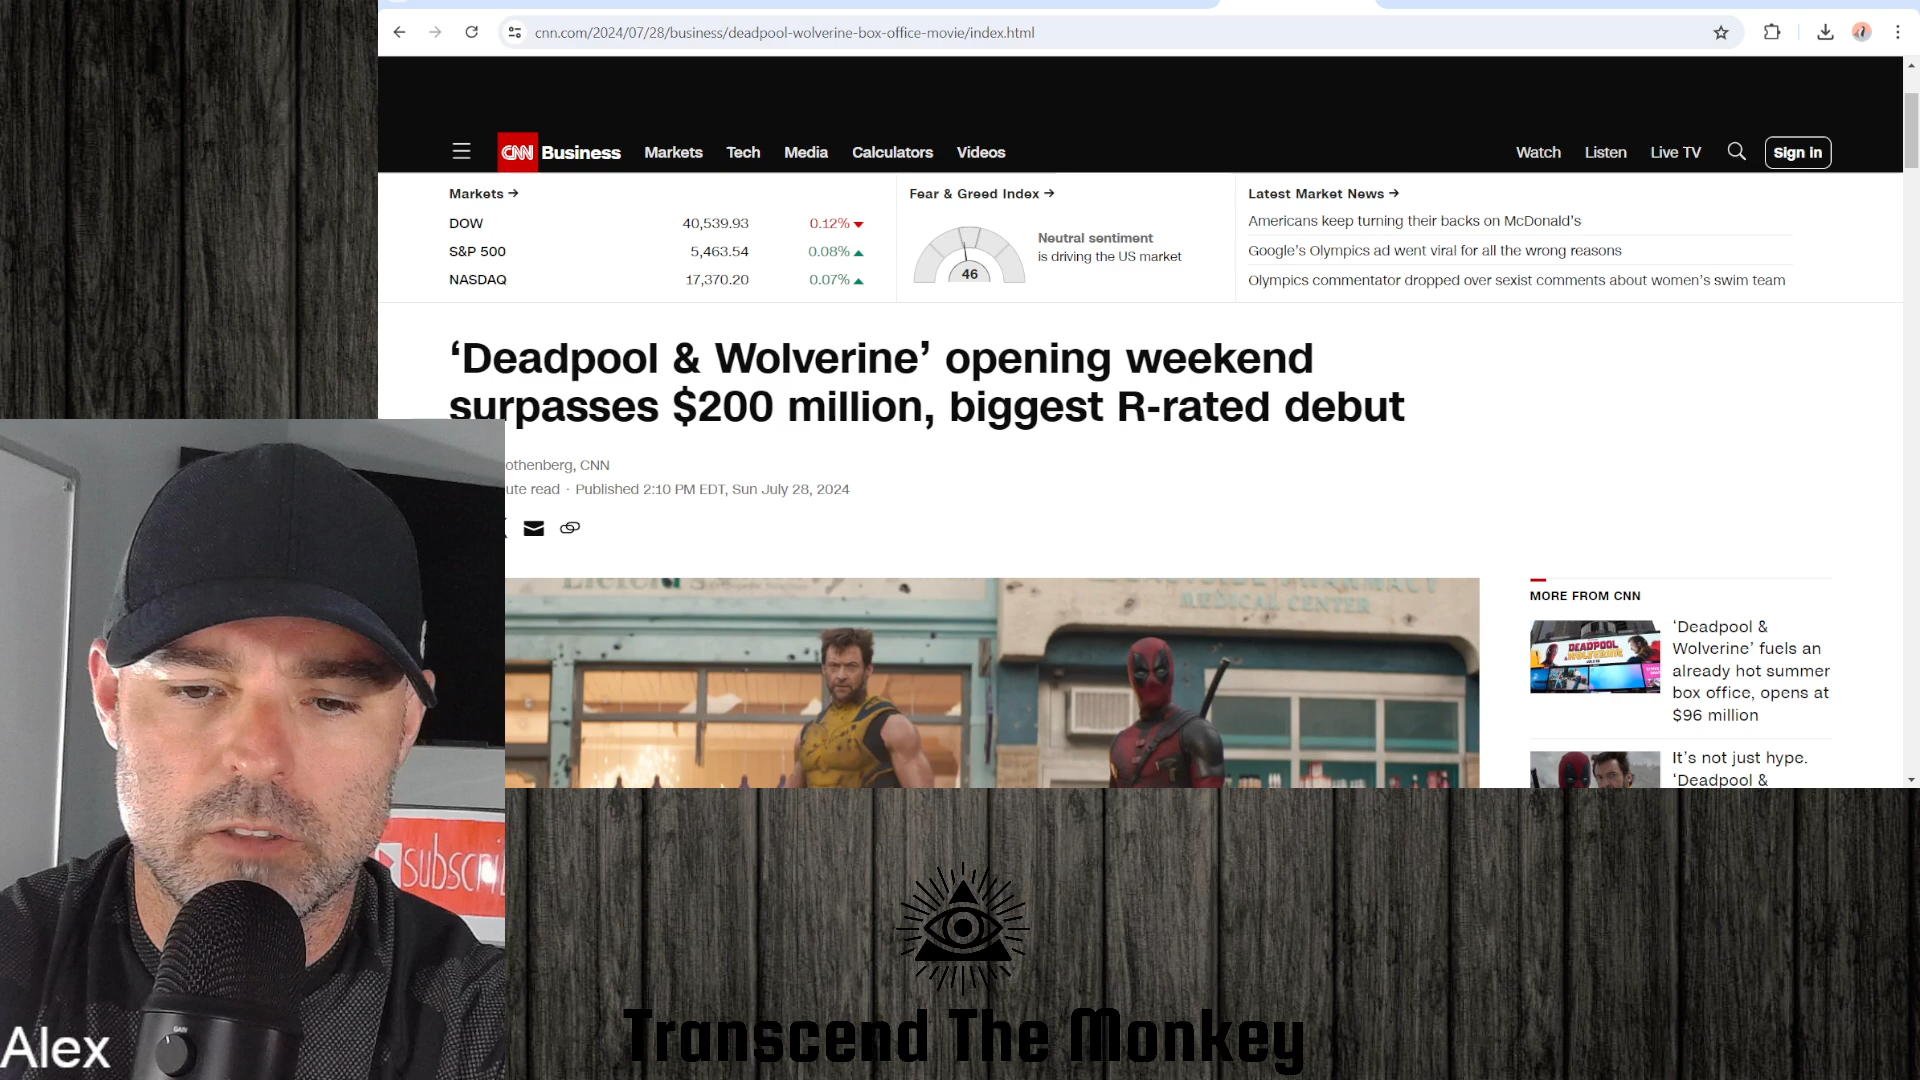 cnn.com/2024/07/28/business/deadpool-wolverine-box-office-movie/index.html
CNN Business Markets Tech Media Calculators Videos Watch Listen Live TV Sign in
Markets →
DOW 40,539.93 0.12%
S&P 500 5,463.54 0.08%
NASDAQ 17,370.20 0.07%
Fear & Greed Index →
46
Neutral sentiment
is driving the US market
Latest Market News →
Americans keep turning their backs on McDonald's
Google's Olympics ad went viral for all the wrong reasons
Olympics commentator dropped over sexist comments about women's swim team
‘Deadpool & Wolverine’ opening weekend
surpasses $200 million, biggest R-rated debut
othenberg, CNN
ute read · Published 2:10 PM EDT, Sun July 28, 2024
MEDICAL CENTER
MORE FROM CNN
DEADPOOL
‘Deadpool &
Wolverine’ fuels an
already hot summer
box office, opens at
$96 million
It’s not just hype.
‘Deadpool &
subscri
GAIN
Alex
Transcend The Monkey